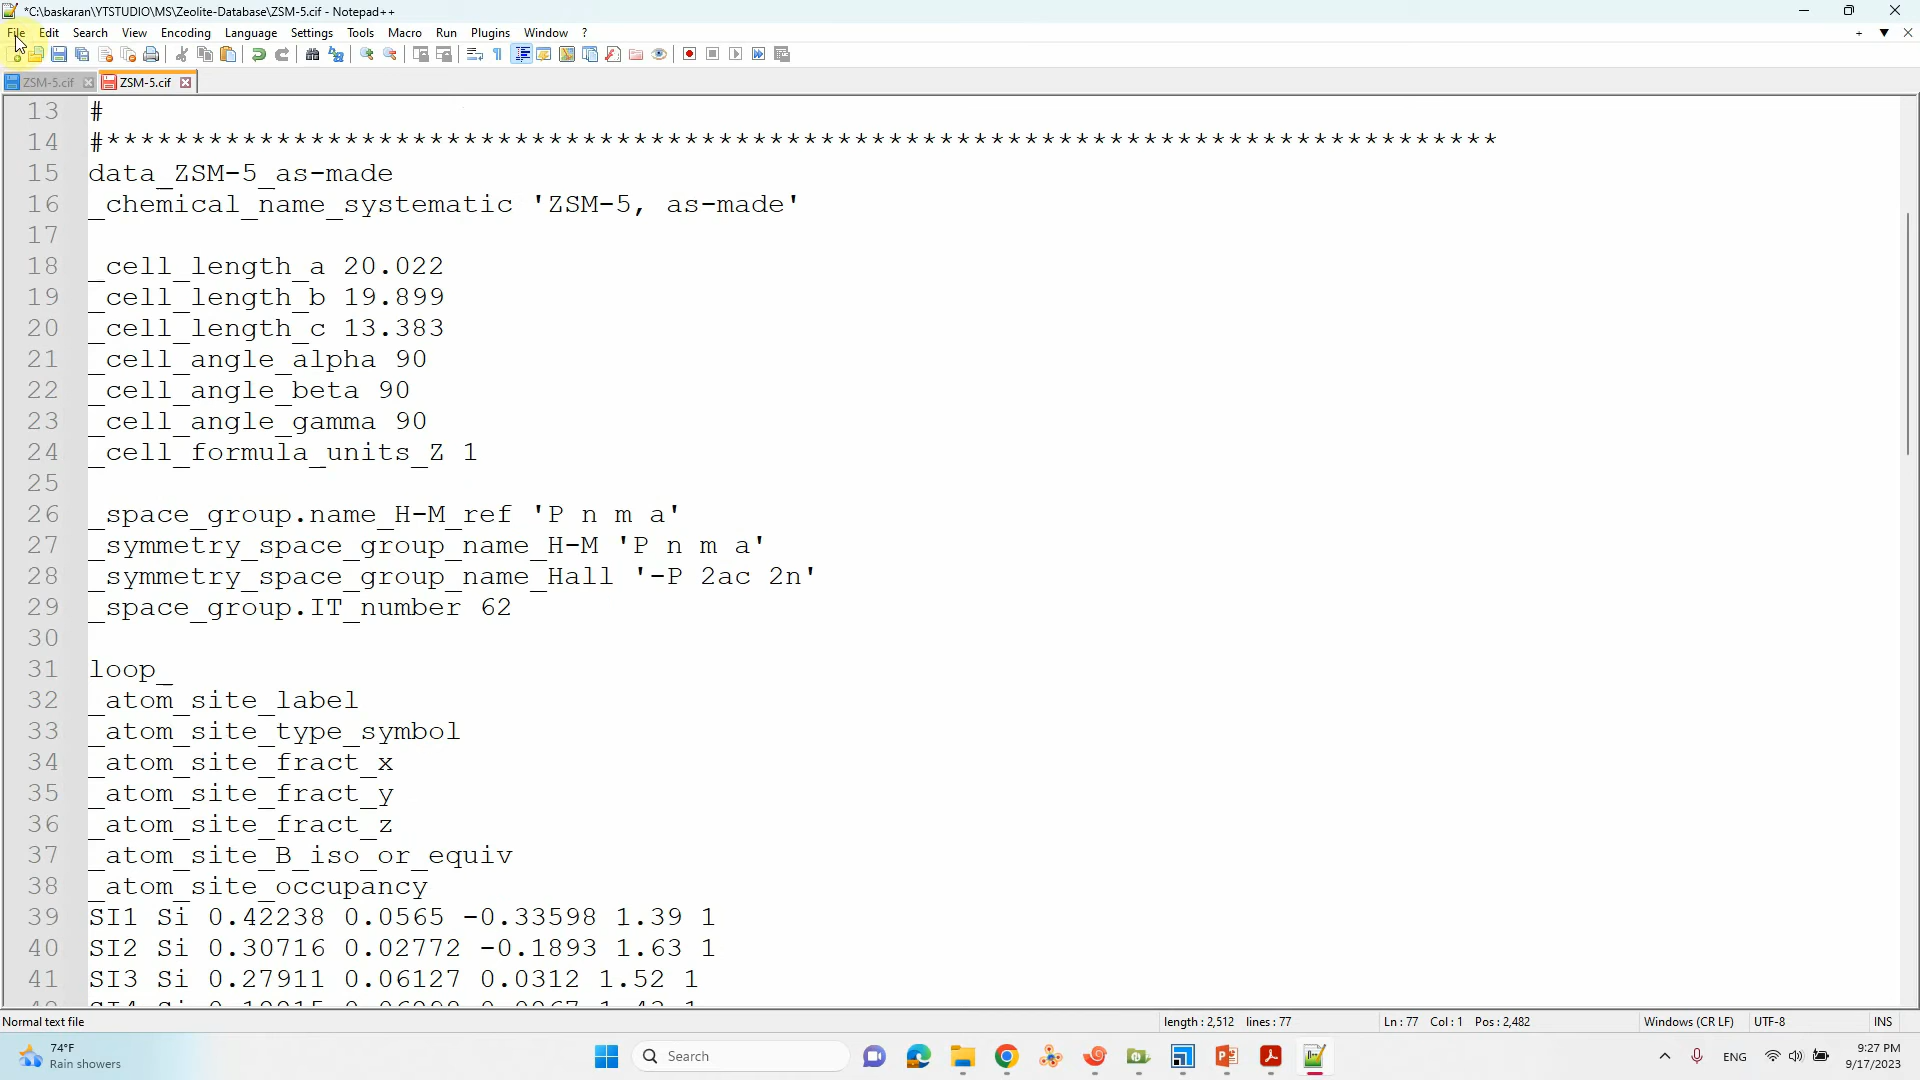 *C:\baskaran\YTSTUDIO\MS\Zeolite-Database\ZSM-5.cif - Notepad++
File Edit Search View Encoding Language Settings Tools Macro Run Plugins Window ?
ZSM-5.cif ZSM-5.cif
13 #
14 #**********************************************************************************
15 data_ZSM-5_as-made
16 _chemical_name_systematic 'ZSM-5, as-made'
17
18 _cell_length_a 20.022
19 _cell_length_b 19.899
20 _cell_length_c 13.383
21 _cell_angle_alpha 90
22 _cell_angle_beta 90
23 _cell_angle_gamma 90
24 _cell_formula_units_Z 1
25
26 _space_group.name_H-M_ref 'P n m a'
27 _symmetry_space_group_name_H-M 'P n m a'
28 _symmetry_space_group_name_Hall '-P 2ac 2n'
29 _space_group.IT_number 62
30
31 loop_
32 _atom_site_label
33 _atom_site_type_symbol
34 _atom_site_fract_x
35 _atom_site_fract_y
36 _atom_site_fract_z
37 _atom_site_B_iso_or_equiv
38 _atom_site_occupancy
39 SI1 Si 0.42238 0.0565 -0.33598 1.39 1
40 SI2 Si 0.30716 0.02772 -0.1893 1.63 1
41 SI3 Si 0.27911 0.06127 0.0312 1.52 1
Normal text file length : 2,512 lines : 77 Ln : 77 Col : 1 Pos : 2,482 Windows (CR LF) UTF-8 INS
74°F
Rain showers
Search
ENG
9:27 PM
9/17/2023